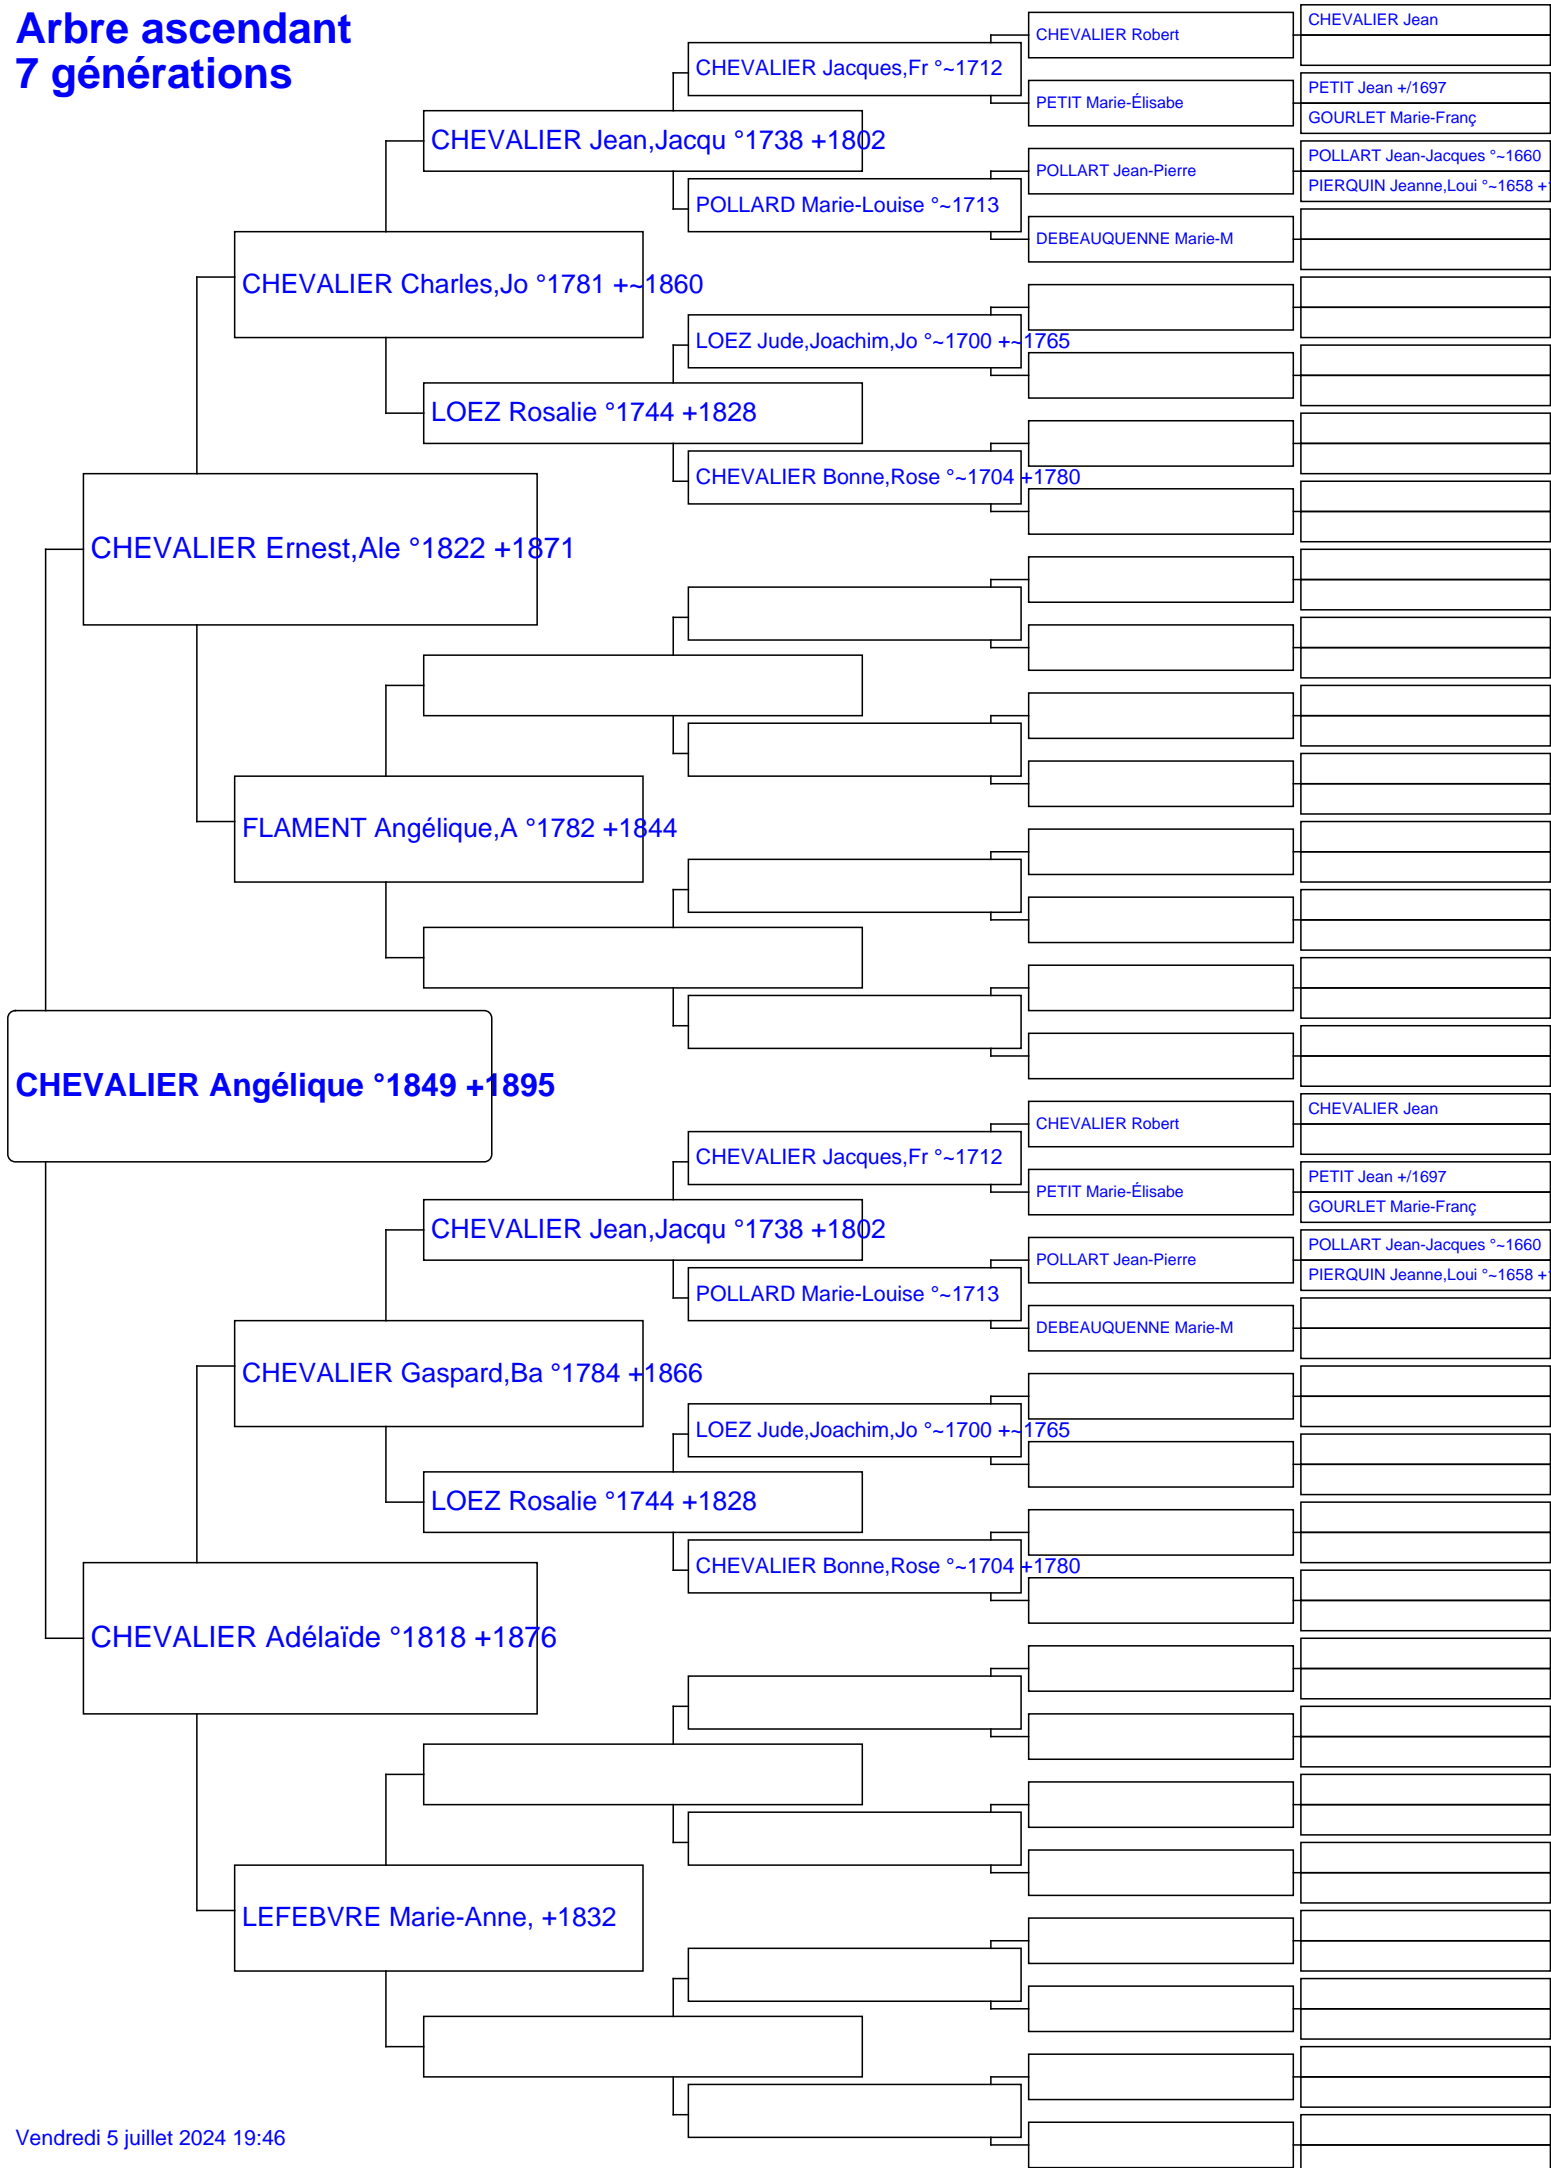 Arbre ascendant
7 générations
CHEVALIER Jean
CHEVALIER Robert
CHEVALIER Jacques,Fr °~1712
PETIT Jean +/1697
PETIT Marie-Élisabe
GOURLET Marie-Franç
CHEVALIER Jean,Jacqu °1738 +1802
POLLART Jean-Jacques °~1660
POLLART Jean-Pierre
PIERQUIN Jeanne,Loui °~1658 +
POLLARD Marie-Louise °~1713
DEBEAUQUENNE Marie-M
CHEVALIER Charles,Jo °1781 +~1860
LOEZ Jude,Joachim,Jo °~1700 +~1765
LOEZ Rosalie °1744 +1828
CHEVALIER Bonne,Rose °~1704 +1780
CHEVALIER Ernest,Ale °1822 +1871
FLAMENT Angélique,A °1782 +1844
CHEVALIER Angélique °1849 +1895
CHEVALIER Jean
CHEVALIER Robert
CHEVALIER Jacques,Fr °~1712
PETIT Jean +/1697
PETIT Marie-Élisabe
GOURLET Marie-Franç
CHEVALIER Jean,Jacqu °1738 +1802
POLLART Jean-Jacques °~1660
POLLART Jean-Pierre
PIERQUIN Jeanne,Loui °~1658 +
POLLARD Marie-Louise °~1713
DEBEAUQUENNE Marie-M
CHEVALIER Gaspard,Ba °1784 +1866
LOEZ Jude,Joachim,Jo °~1700 +~1765
LOEZ Rosalie °1744 +1828
CHEVALIER Bonne,Rose °~1704 +1780
CHEVALIER Adélaïde °1818 +1876
LEFEBVRE Marie-Anne, +1832
Vendredi 5 juillet 2024 19:46